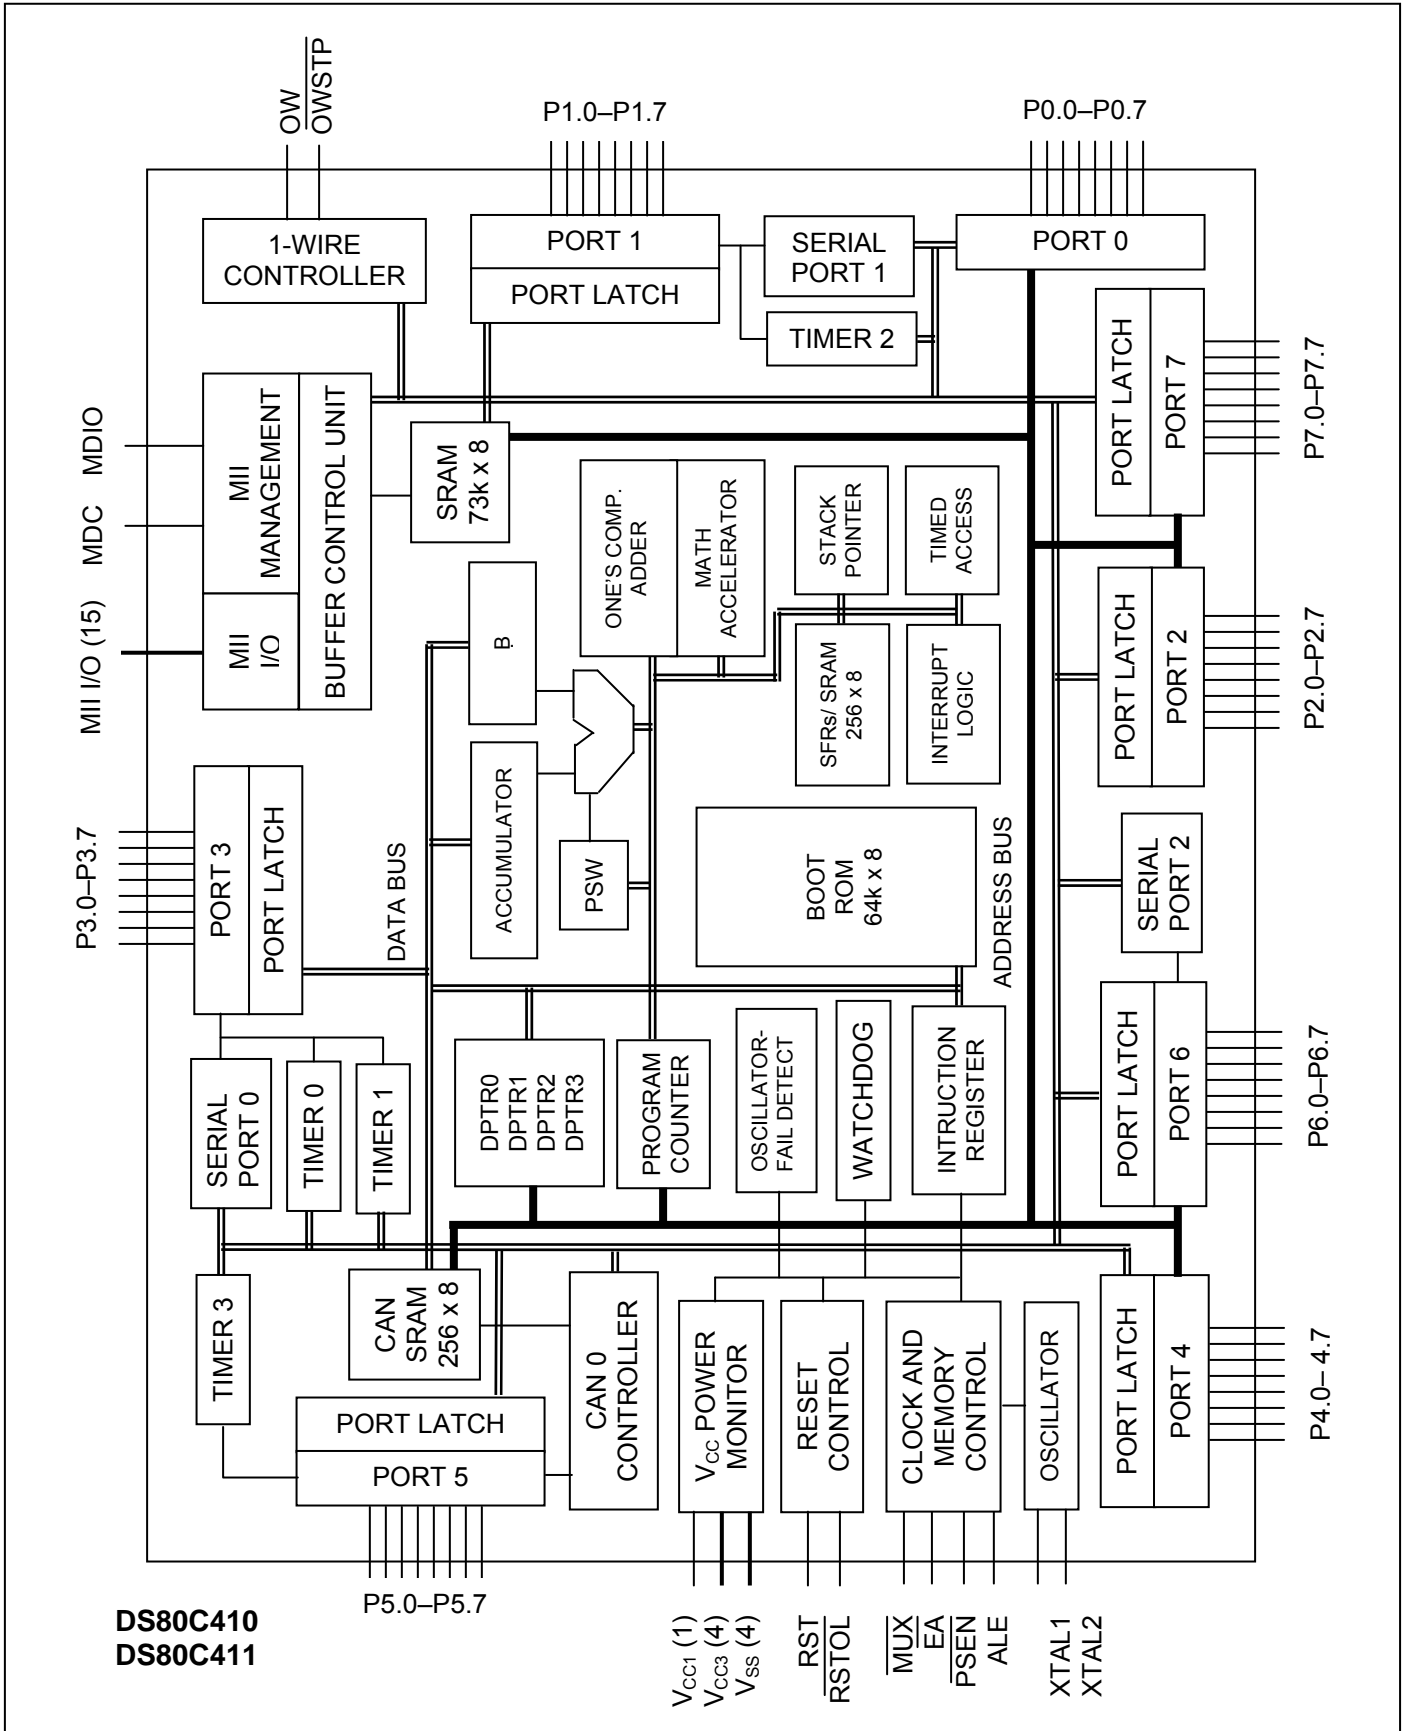 OW
OWSTP
P1.0–P1.7
P0.0–P0.7
1-WIRE
CONTROLLER
PORT 1
PORT LATCH
SERIAL
PORT 1
TIMER 2
PORT 0
PORT LATCH
PORT 7
P7.0–P7.7
MDIO
MDC
MII I/O (15)
MII
MANAGEMENT
MII
I/O
BUFFER CONTROL UNIT
SRAM
73k x 8
ONE'S COMP.
ADDER
MATH
ACCELERATOR
STACK
POINTER
TIMED
ACCESS
SFRs/ SRAM
256 x 8
INTERRUPT
LOGIC
B
PORT LATCH
PORT 2
P2.0–P2.7
P3.0–P3.7
PORT 3
PORT LATCH
DATA BUS
ACCUMULATOR
PSW
BOOT
ROM
64k x 8
ADDRESS BUS
SERIAL
PORT 2
SERIAL
PORT 0
TIMER 0
TIMER 1
DPTR0
DPTR1
DPTR2
DPTR3
PROGRAM
COUNTER
OSCILLATOR-
FAIL DETECT
WATCHDOG
INTRUCTION
REGISTER
PORT LATCH
PORT 6
P6.0–P6.7
TIMER 3
CAN
SRAM
256 x 8
CAN 0
CONTROLLER
VCC POWER
MONITOR
RESET
CONTROL
CLOCK AND
MEMORY
CONTROL
OSCILLATOR
PORT LATCH
PORT 4
P4.0– 4.7
PORT LATCH
PORT 5
P5.0–P5.7
VCC1 (1)
VCC3 (4)
VSS (4)
RST
RSTOL
MUX
EA
PSEN
ALE
XTAL1
XTAL2
DS80C410
DS80C411